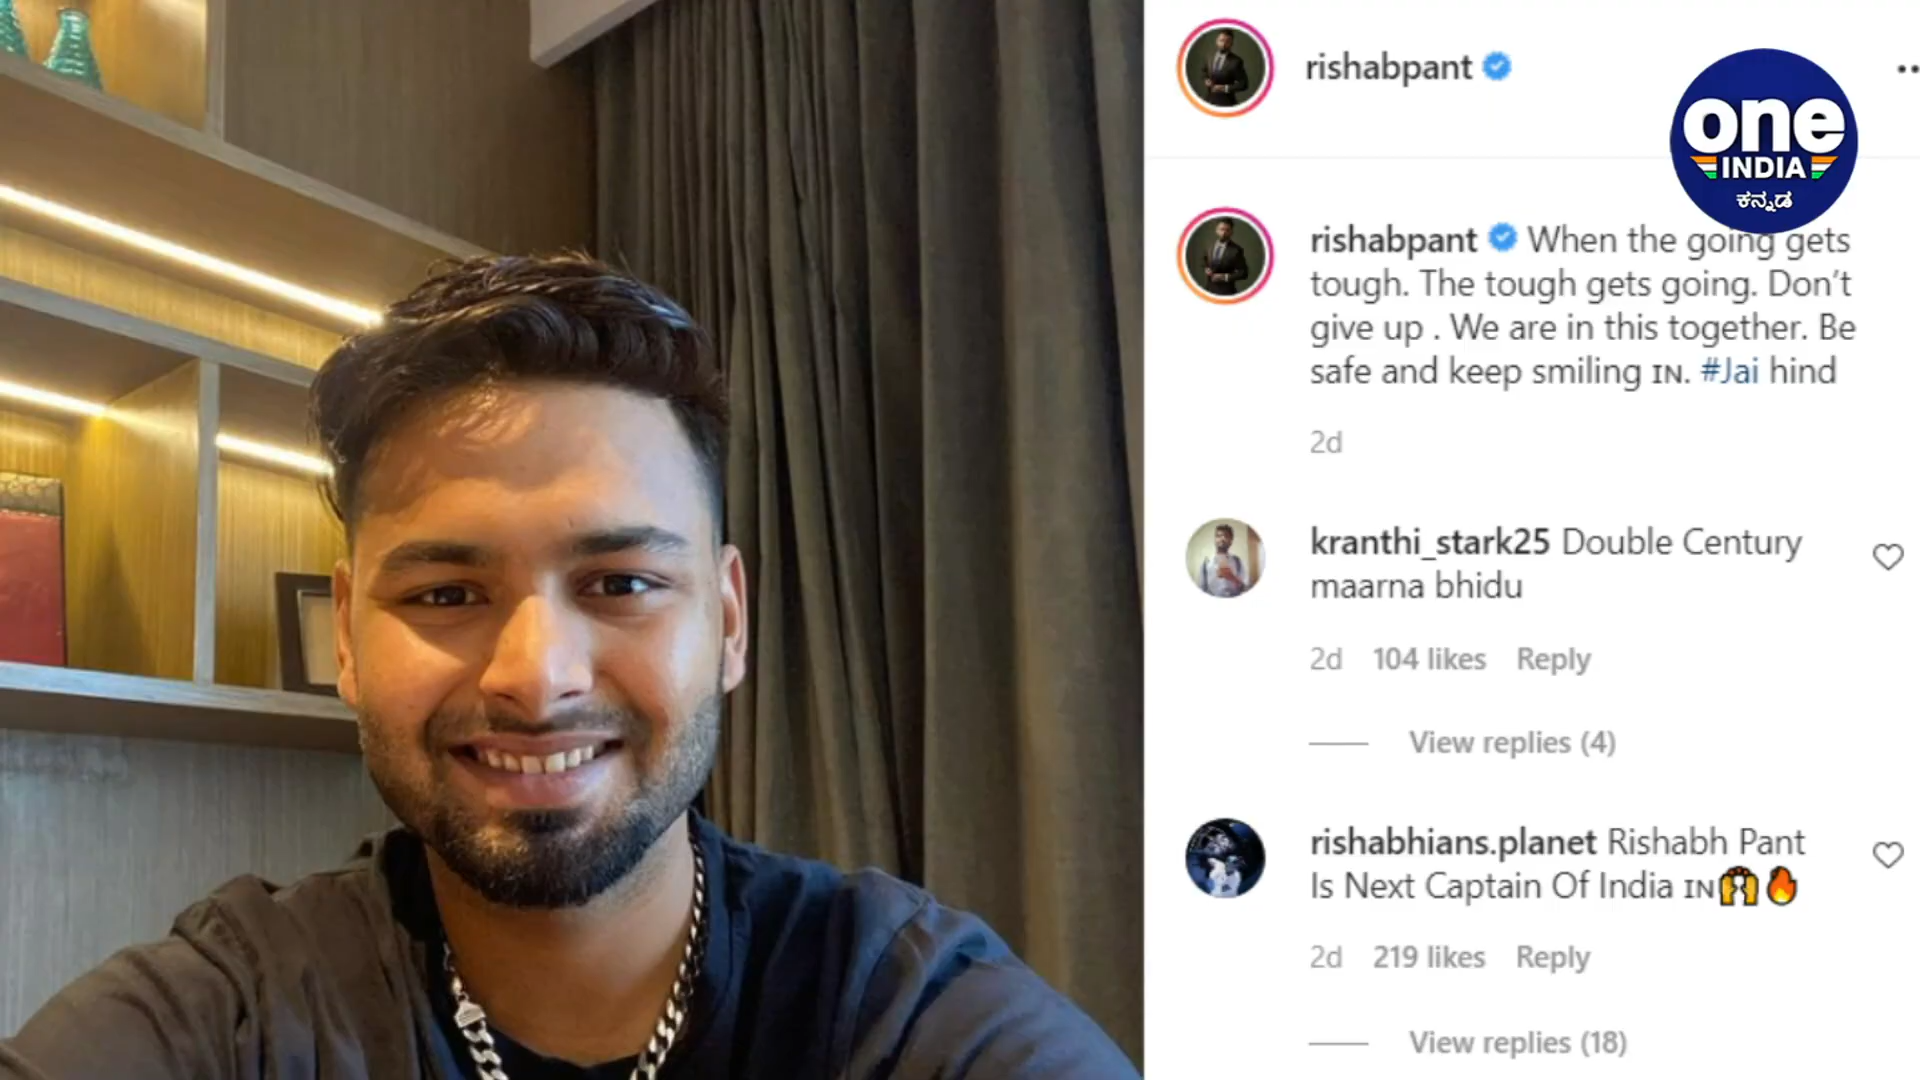 rishabpant
one
INDIA
ಕನ್ನಡ
rishabpant When the going gets
tough. The tough gets going. Don’t
give up . We are in this together. Be
safe and keep smiling IN. #Jai hind
2d
kranthi_stark25 Double Century
maarna bhidu
2d 104 likes Reply
View replies (4)
rishabhians.planet Rishabh Pant
Is Next Captain Of India IN🙌🔥
2d 219 likes Reply
View replies (18)